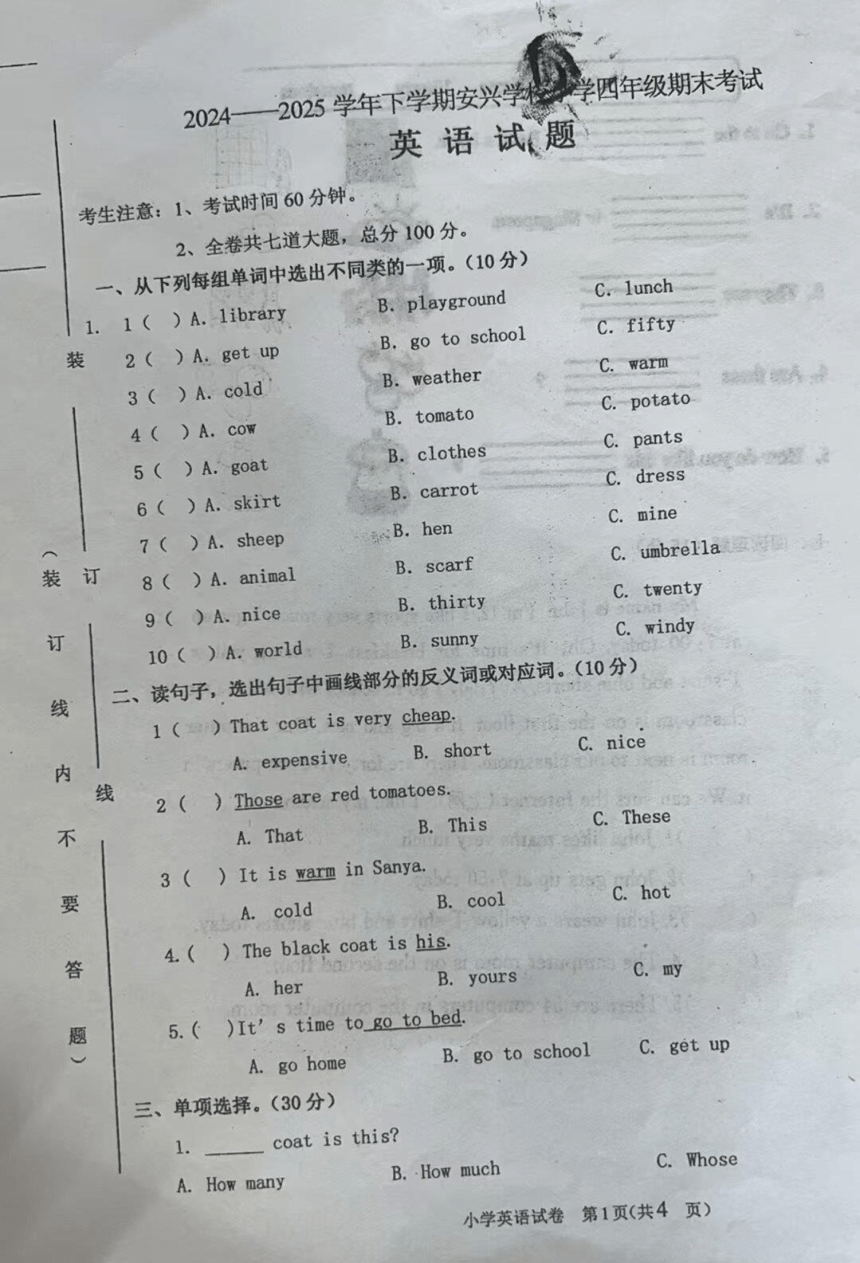 2024——2025 学年下学期安兴学校小学四年级期末考试
英 语 试 题
考生注意：1、考试时间 60 分钟。
2、全卷共七道大题，总分 100 分。
一、从下列每组单词中选出不同类的一项。（10 分）
1. 1（ ）A. library B. playground C. lunch
2（ ）A. get up B. go to school C. fifty
3（ ）A. cold B. weather C. warm
4（ ）A. cow B. tomato C. potato
5（ ）A. goat B. clothes C. pants
6（ ）A. skirt B. carrot C. dress
7（ ）A. sheep B. hen C. mine
8（ ）A. animal B. scarf C. umbrella
9（ ）A. nice B. thirty C. twenty
10（ ）A. world B. sunny C. windy
二、读句子，选出句子中画线部分的反义词或对应词。（10 分）
1（ ）That coat is very cheap.
A. expensive B. short C. nice
2（ ）Those are red tomatoes.
A. That B. This C. These
3（ ）It is warm in Sanya.
A. cold B. cool C. hot
4.（ ）The black coat is his.
A. her B. yours C. my
5.（ ）It's time to go to bed.
A. go home B. go to school C. get up
三、单项选择。（30 分）
1. ______ coat is this?
A. How many B. How much C. Whose
小学英语试卷 第1页(共4 页)
装
订
线
（装 订 线 内 不 要 答 题）